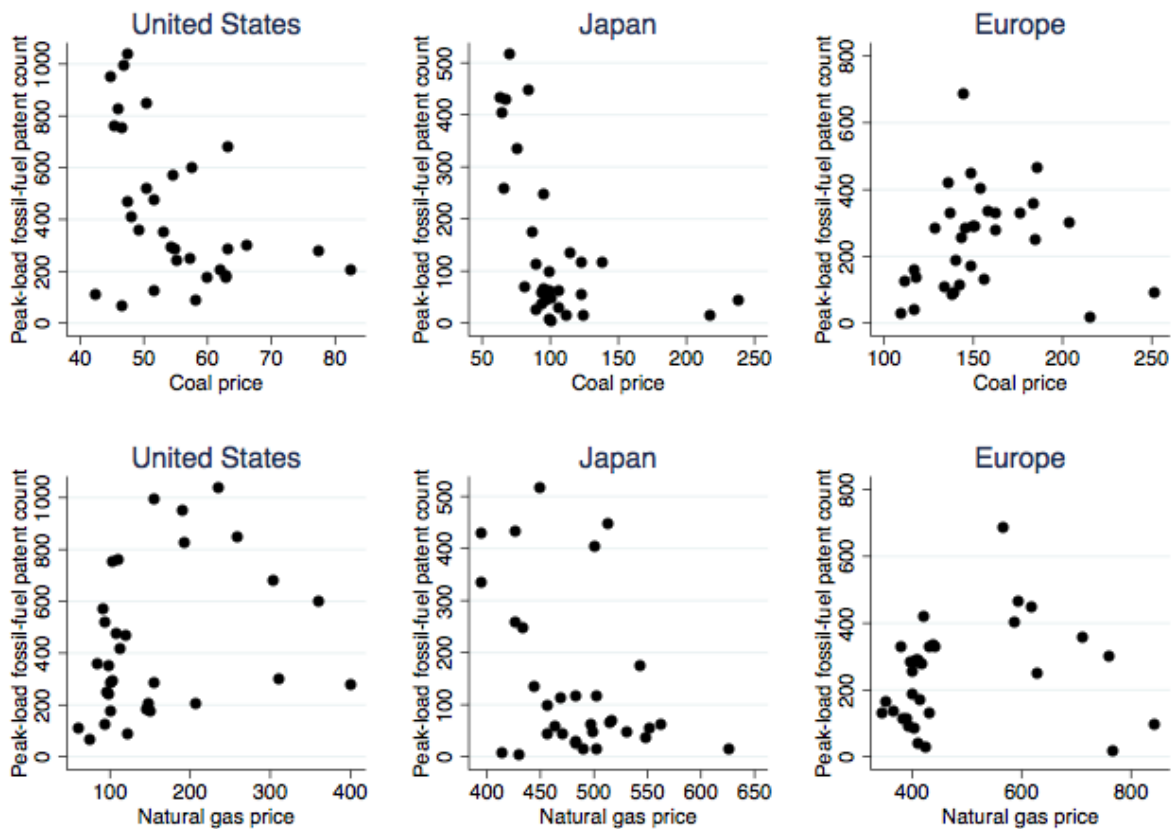 United States
Japan
Europe
Peak-load fossil-fuel patent count
0 200 400 600 800 1000
40 50 60 70 80
Coal price
Peak-load fossil-fuel patent count
0 100 200 300 400 500
50 100 150 200 250
Coal price
Peak-load fossil-fuel patent count
0 200 400 600 800
100 150 200 250
Coal price
United States
Japan
Europe
Peak-load fossil-fuel patent count
0 200 400 600 800 1000
100 200 300 400
Natural gas price
Peak-load fossil-fuel patent count
0 100 200 300 400 500
400 450 500 550 600 650
Natural gas price
Peak-load fossil-fuel patent count
0 200 400 600 800
400 600 800
Natural gas price